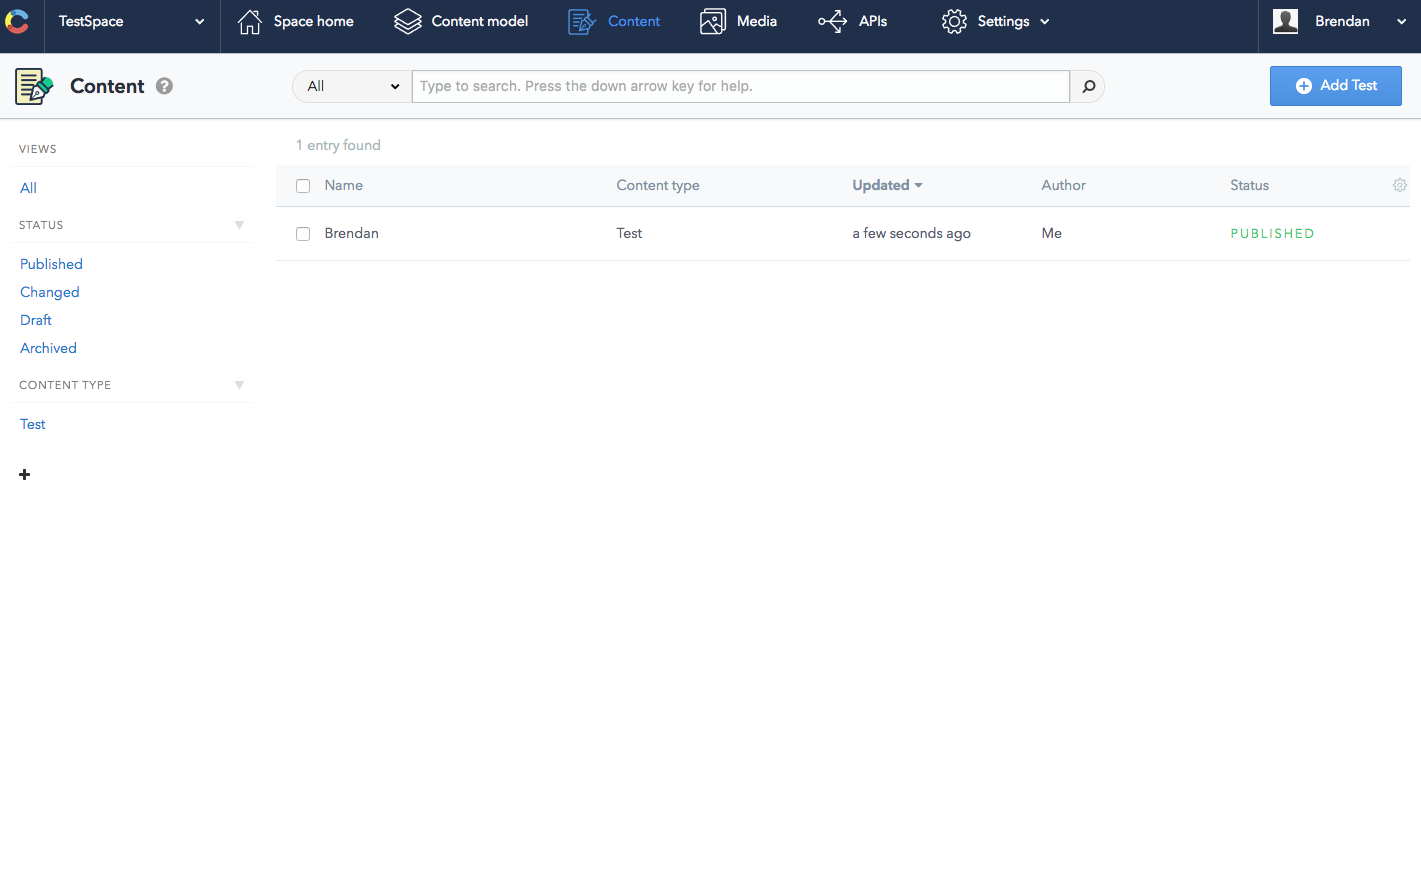 TestSpace Space home Content model Content Media APIs Settings Brendan
Content ? All Type to search. Press the down arrow key for help. Add Test
VIEWS
All
STATUS
Published
Changed
Draft
Archived
CONTENT TYPE
Test
1 entry found
Name Content type Updated Author Status
Brendan Test a few seconds ago Me PUBLISHED